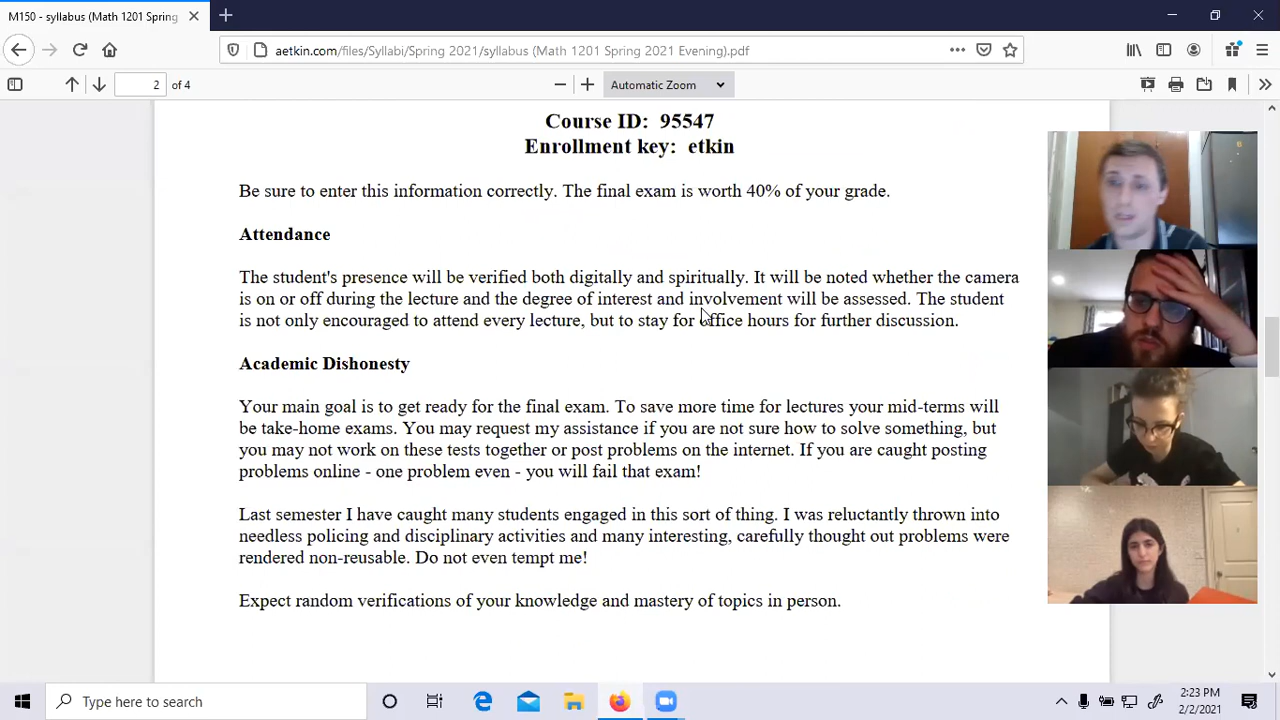 M150 - syllabus (Math 1201 Spring
aetkin.com/files/Syllabi/Spring 2021/syllabus (Math 1201 Spring 2021 Evening).pdf
2 of 4
Automatic Zoom
Course ID: 95547
Enrollment key: etkin
Be sure to enter this information correctly. The final exam is worth 40% of your grade.
Attendance
The student's presence will be verified both digitally and spiritually. It will be noted whether the camera
is on or off during the lecture and the degree of interest and involvement will be assessed. The student
is not only encouraged to attend every lecture, but to stay for office hours for further discussion.
Academic Dishonesty
Your main goal is to get ready for the final exam. To save more time for lectures your mid-terms will
be take-home exams. You may request my assistance if you are not sure how to solve something, but
you may not work on these tests together or post problems on the internet. If you are caught posting
problems online - one problem even - you will fail that exam!
Last semester I have caught many students engaged in this sort of thing. I was reluctantly thrown into
needless policing and disciplinary activities and many interesting, carefully thought out problems were
rendered non-reusable. Do not even tempt me!
Expect random verifications of your knowledge and mastery of topics in person.
Type here to search
2:23 PM
2/2/2021